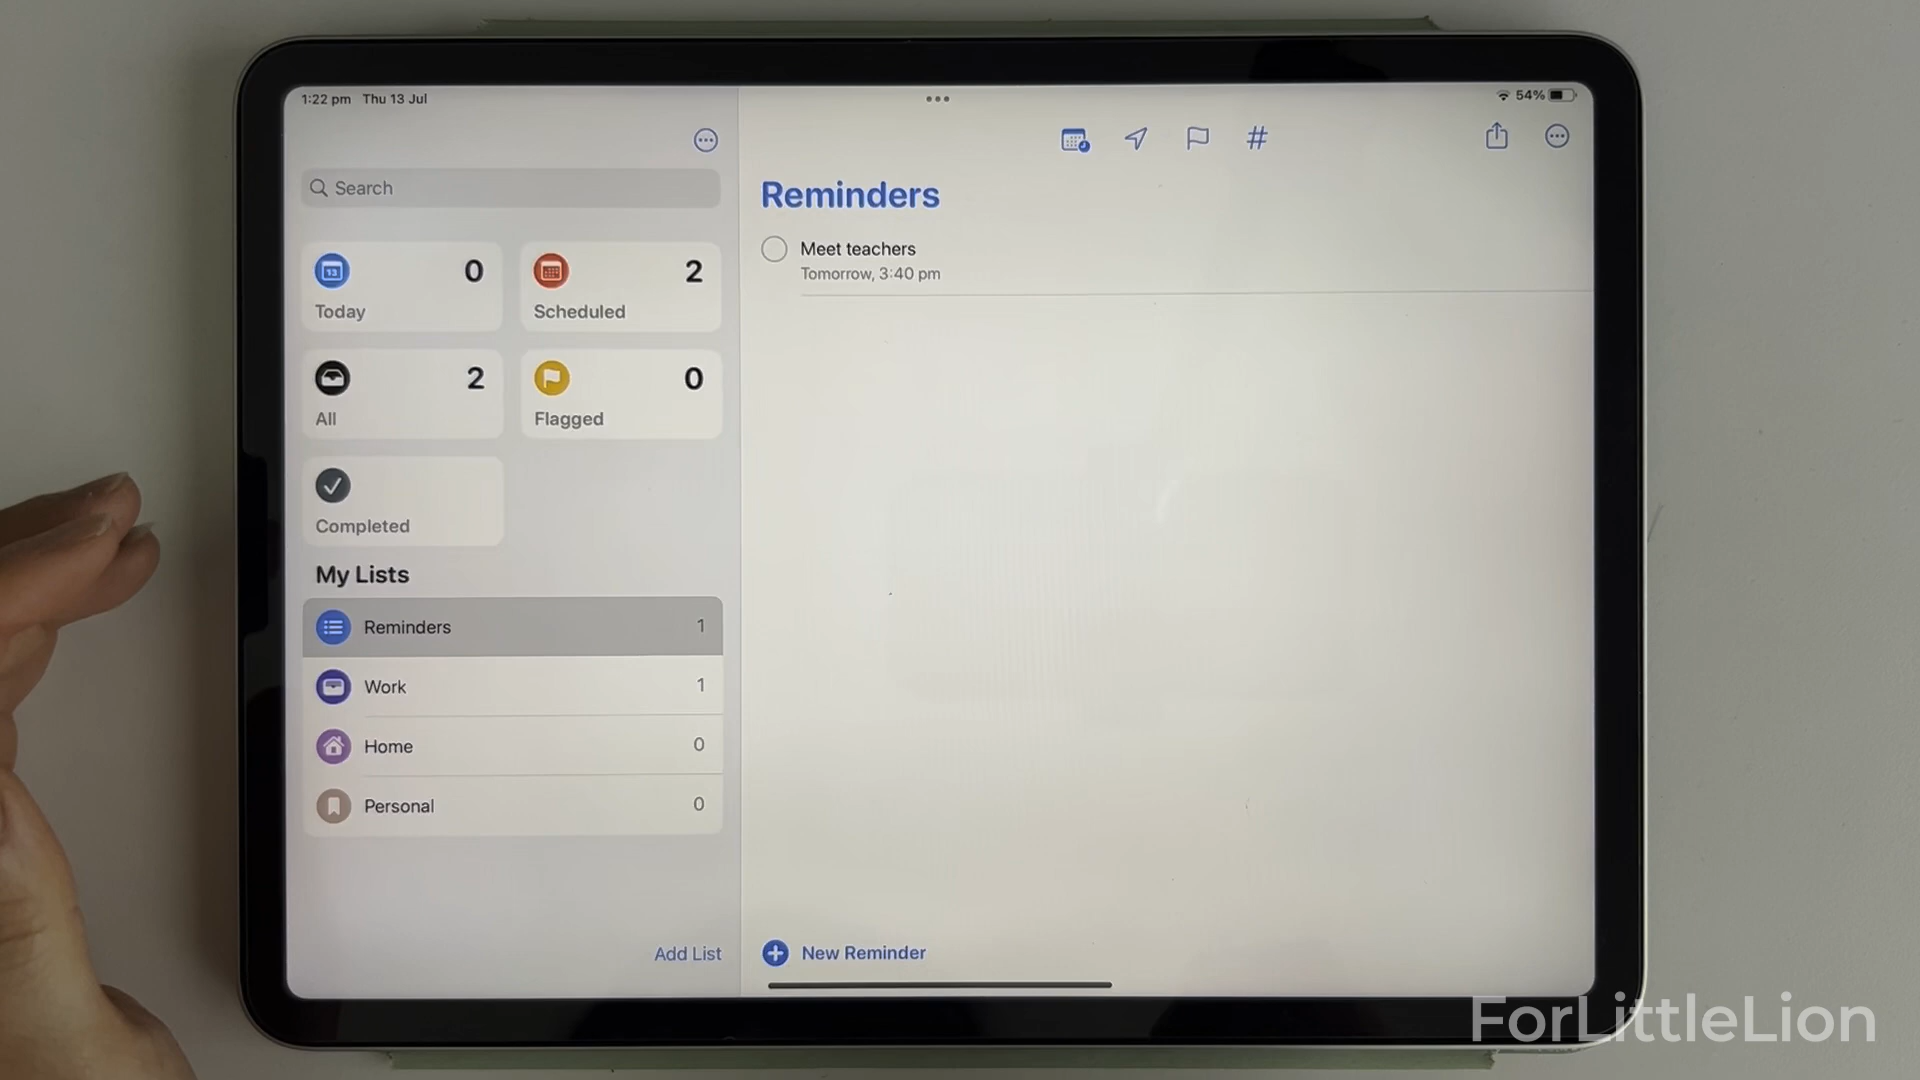 1:22 pm Thu 13 Jul
54%
Search
13
0
Today
2
Scheduled
2
All
0
Flagged
Completed
My Lists
Reminders 1
Work 1
Home 0
Personal 0
Add List
#
Reminders
Meet teachers
Tomorrow, 3:40 pm
New Reminder
ForLittleLion